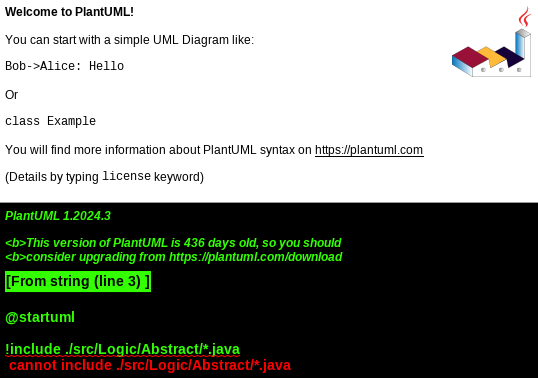 Welcome to PlantUML!
You can start with a simple UML Diagram like:
Bob->Alice: Hello
Or
class Example
You will find more information about PlantUML syntax on https://plantuml.com
(Details by typing license keyword)
PlantUML 1.2024.3
<b>This version of PlantUML is 436 days old, so you should
<b>consider upgrading from https://plantuml.com/download
[From string (line 3) ]
@startuml
!include ./src/Logic/Abstract/*.java
cannot include ./src/Logic/Abstract/*.java